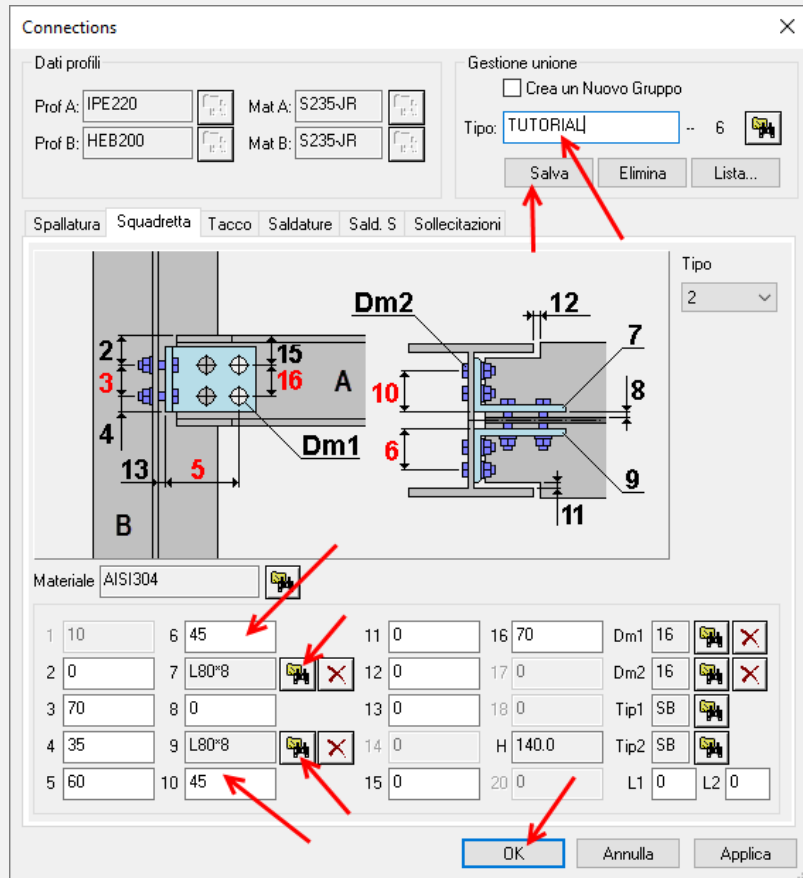 Connections
Dati profili
Prof A: IPE220 Mat A: S235-JR
Prof B: HEB200 Mat B: S235-JR
Gestione unione
Crea un Nuovo Gruppo
Tipo: TUTORIAL -- 6
Salva Elimina Lista...
Spallatura Squadretta Tacco Saldature Sald. S Sollecitazioni
Tipo
2
Dm2 12
2 15 7
3 16 A 10 8
4 Dm1
13 5 6 9
B 11
Materiale AISI304
1 10 6 45 11 0 16 70 Dm1 16
2 0 7 L80*8 12 0 17 0 Dm2 16
3 70 8 0 13 0 18 0 Tip1 SB
4 35 9 L80*8 14 0 H 140.0 Tip2 SB
5 60 10 45 15 0 20 0 L1 0 L2 0
OK Annulla Applica